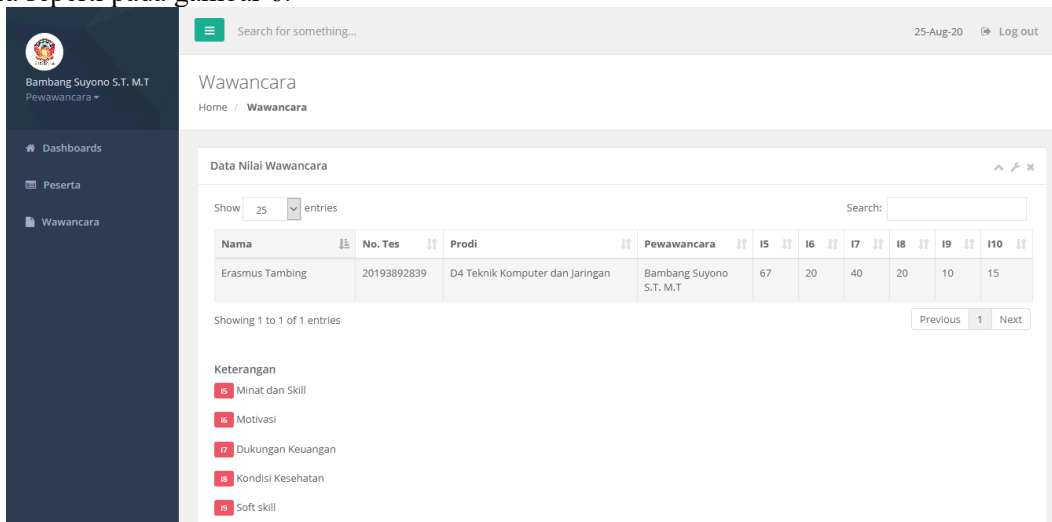 seperti pada gambar 6.
Search for something...
25-Aug-20 Log out
Bambang Suyono S.T. M.T
Pewawancara
Wawancara
Home / Wawancara
Dashboards
Peserta
Wawancara
Data Nilai Wawancara
Show 25 entries
Search:
Nama No. Tes Prodi Pewawancara I5 I6 I7 I8 I9 I10
Erasmus Tambing 20193892839 D4 Teknik Komputer dan Jaringan Bambang Suyono 67 20 40 20 10 15
S.T. M.T
Showing 1 to 1 of 1 entries
Previous 1 Next
Keterangan
I5 Minat dan Skill
I6 Motivasi
I7 Dukungan Keuangan
I8 Kondisi Kesehatan
I9 Soft skill